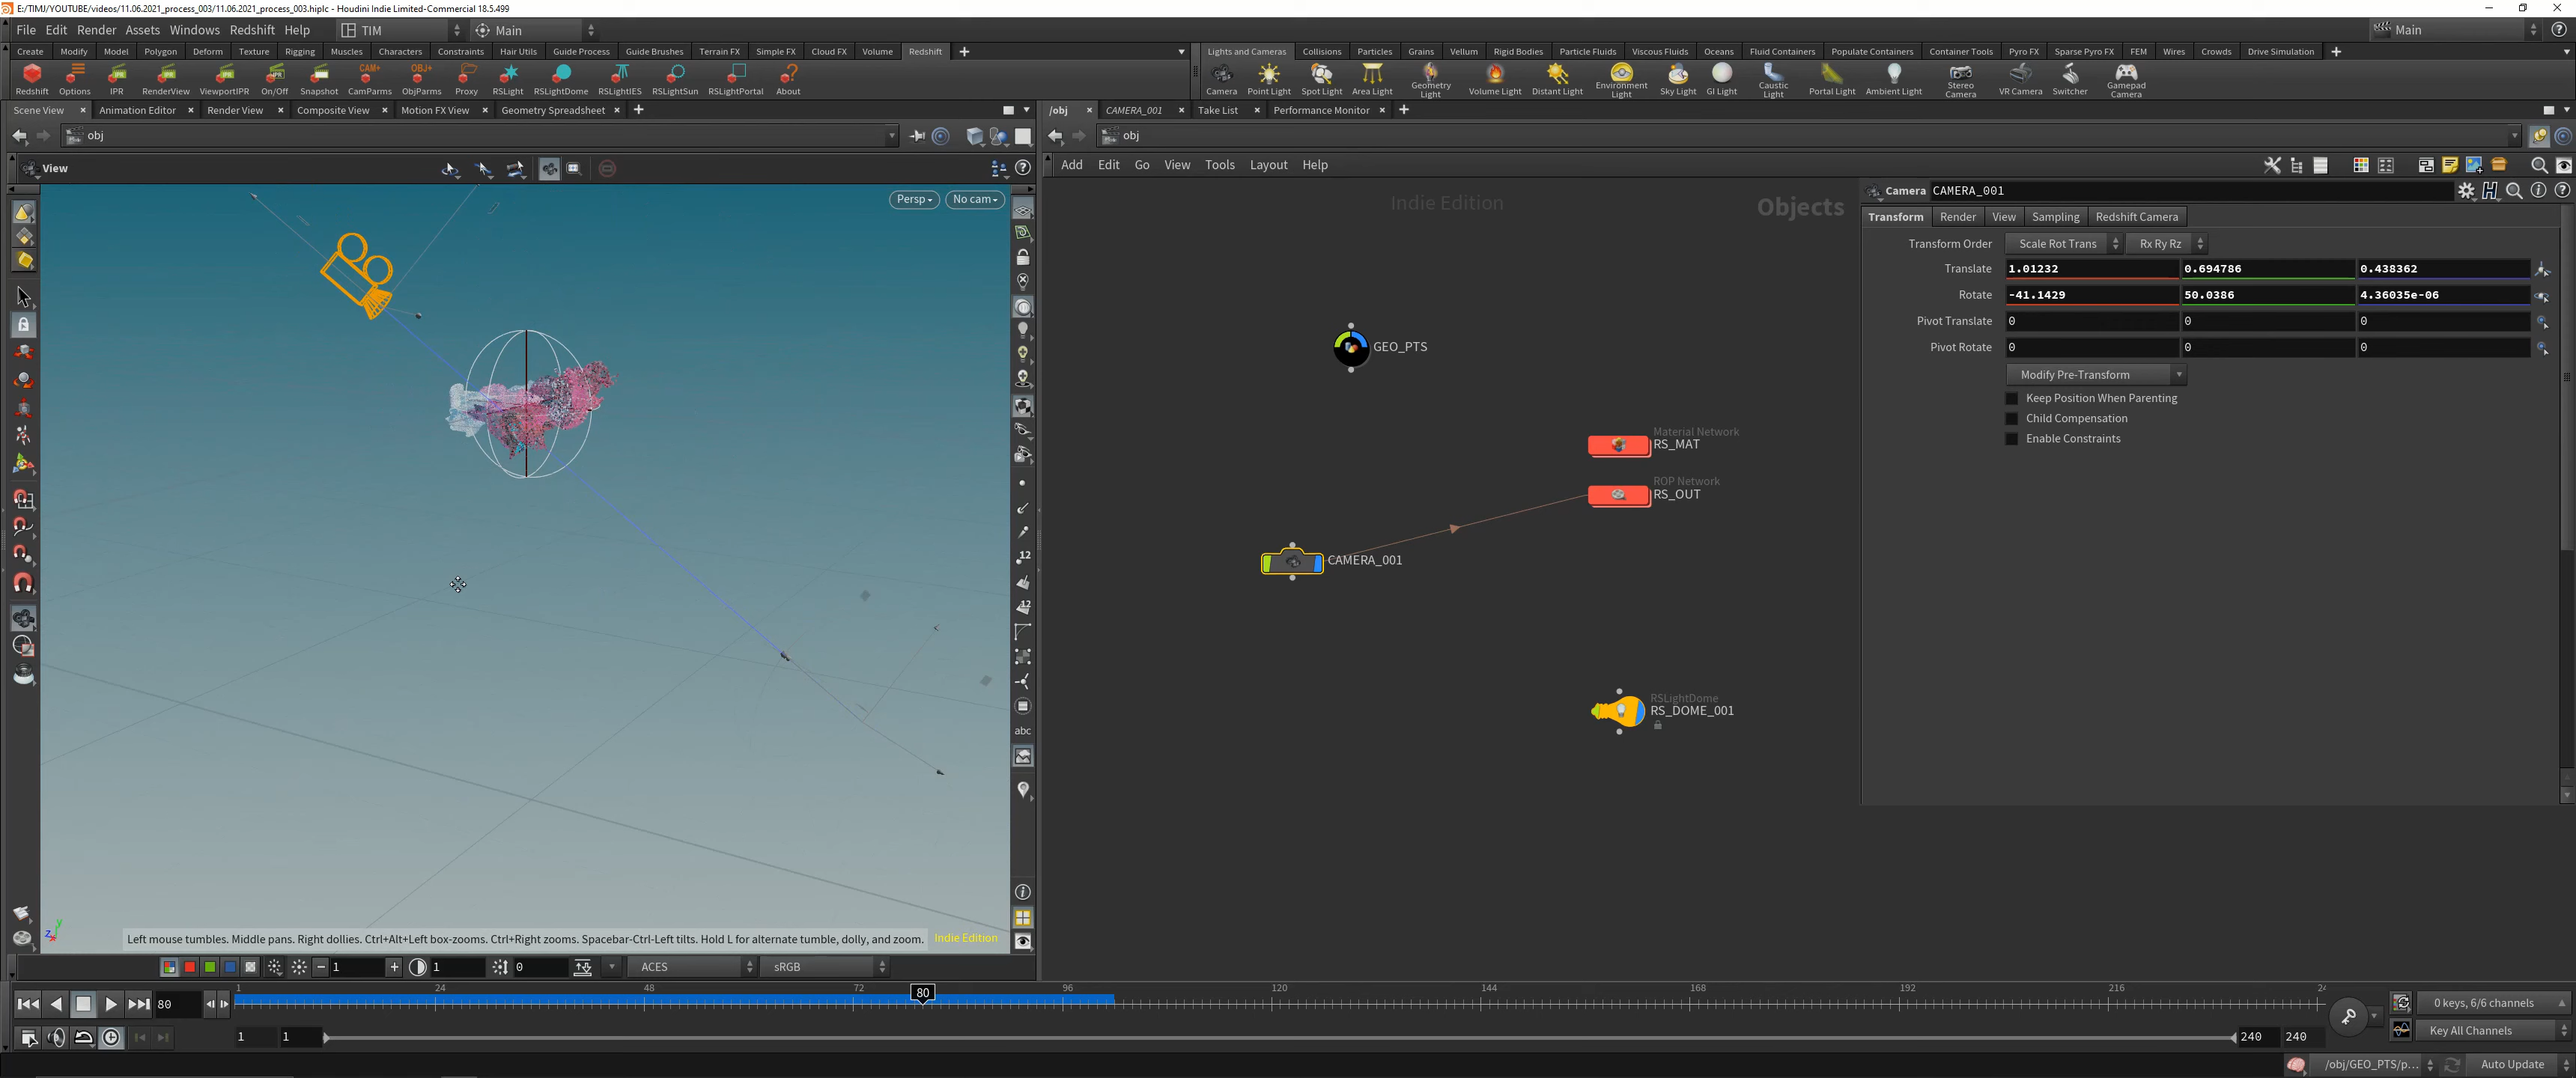 E:/TIMJ/YOUTUBE/videos/11.06.2021_process_003/11.06.2021_process_003.hiplc - Houdini Indie Limited-Commercial 18.5.499
File Edit Render Assets Windows Redshift Help TIM Main Main
Create Modify Model Polygon Deform Texture Rigging Muscles Characters Constraints Hair Utils Guide Process Guide Brushes Terrain FX Simple FX Cloud FX Volume Redshift
Lights and Cameras Collisions Particles Grains Vellum Rigid Bodies Particle Fluids Viscous Fluids Oceans Fluid Containers Populate Containers Container Tools Pyro FX Sparse Pyro FX FEM Wires Crowds Drive Simulation
Redshift Options IPR RenderView ViewportIPR On/Off Snapshot CamParms ObjParms Proxy RSLight RSLightDome RSLightIES RSLightSun RSLightPortal About
Camera Point Light Spot Light Area Light Geometry Light Volume Light Distant Light Environment Light Sky Light GI Light Caustic Light Portal Light Ambient Light Stereo Camera VR Camera Switcher Gamepad Camera
Scene View Animation Editor Render View Composite View Motion FX View Geometry Spreadsheet
/obj CAMERA_001 Take List Performance Monitor
obj
obj
View
Persp No cam
Add Edit Go View Tools Layout Help
Indie Edition
Objects
GEO_PTS
Material Network
RS_MAT
ROP Network
RS_OUT
CAMERA_001
RSLightDome
RS_DOME_001
Camera CAMERA_001
Transform Render View Sampling Redshift Camera
Transform Order Scale Rot Trans Rx Ry Rz
Translate 1.01232 0.694786 0.438362
Rotate -41.1429 50.0386 4.36035e-06
Pivot Translate 0 0 0
Pivot Rotate 0 0 0
Modify Pre-Transform
Keep Position When Parenting
Child Compensation
Enable Constraints
12
12
abc
y
z x
Left mouse tumbles. Middle pans. Right dollies. Ctrl+Alt+Left box-zooms. Ctrl+Right zooms. Spacebar-Ctrl-Left tilts. Hold L for alternate tumble, dolly, and zoom.
Indie Edition
1 1 0 ACES sRGB
80
1 24 48 72 80 96 120 144 168 192 216 24
0 keys, 6/6 channels
1 1 240 240
Key All Channels
/obj/GEO_PTS/p... Auto Update